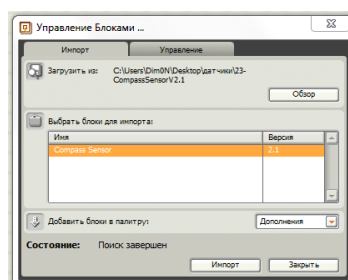 Управление Блоками ...
Импорт Управление
Загрузить из: C:\Users\Dim0N\Desktop\датчики\23-
CompassSensorV2.1
Обзор
Выбрать блоки для импорта:
Имя Версия
Compass Sensor 2.1
Добавить блоки в палитру: Дополнения
Состояние: Поиск завершен
Импорт Закрыть